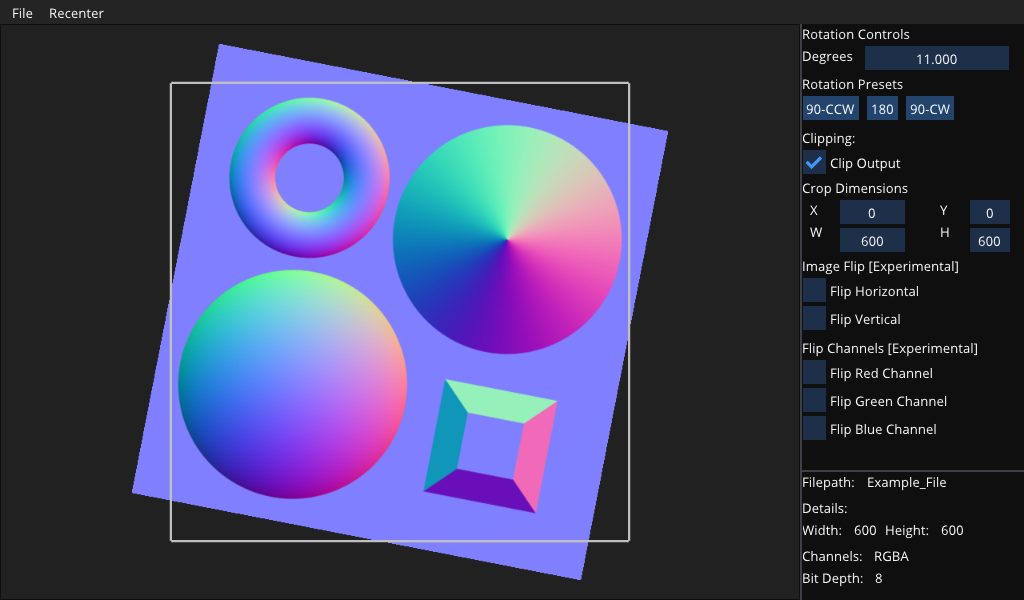 File Recenter
Rotation Controls
Degrees 11.000
Rotation Presets
90-CCW 180 90-CW
Clipping:
Clip Output
Crop Dimensions
X 0 Y 0
W 600 H 600
Image Flip [Experimental]
Flip Horizontal
Flip Vertical
Flip Channels [Experimental]
Flip Red Channel
Flip Green Channel
Flip Blue Channel
Filepath: Example_File
Details:
Width: 600 Height: 600
Channels: RGBA
Bit Depth: 8